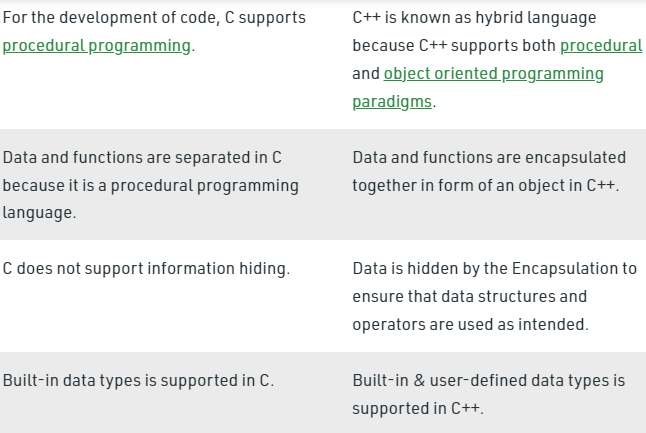 For the development of code, C supports
procedural programming.
C++ is known as hybrid language
because C++ supports both procedural
and object oriented programming
paradigms.
Data and functions are separated in C
because it is a procedural programming
language.
Data and functions are encapsulated
together in form of an object in C++.
C does not support information hiding.
Data is hidden by the Encapsulation to
ensure that data structures and
operators are used as intended.
Built-in data types is supported in C.
Built-in & user-defined data types is
supported in C++.